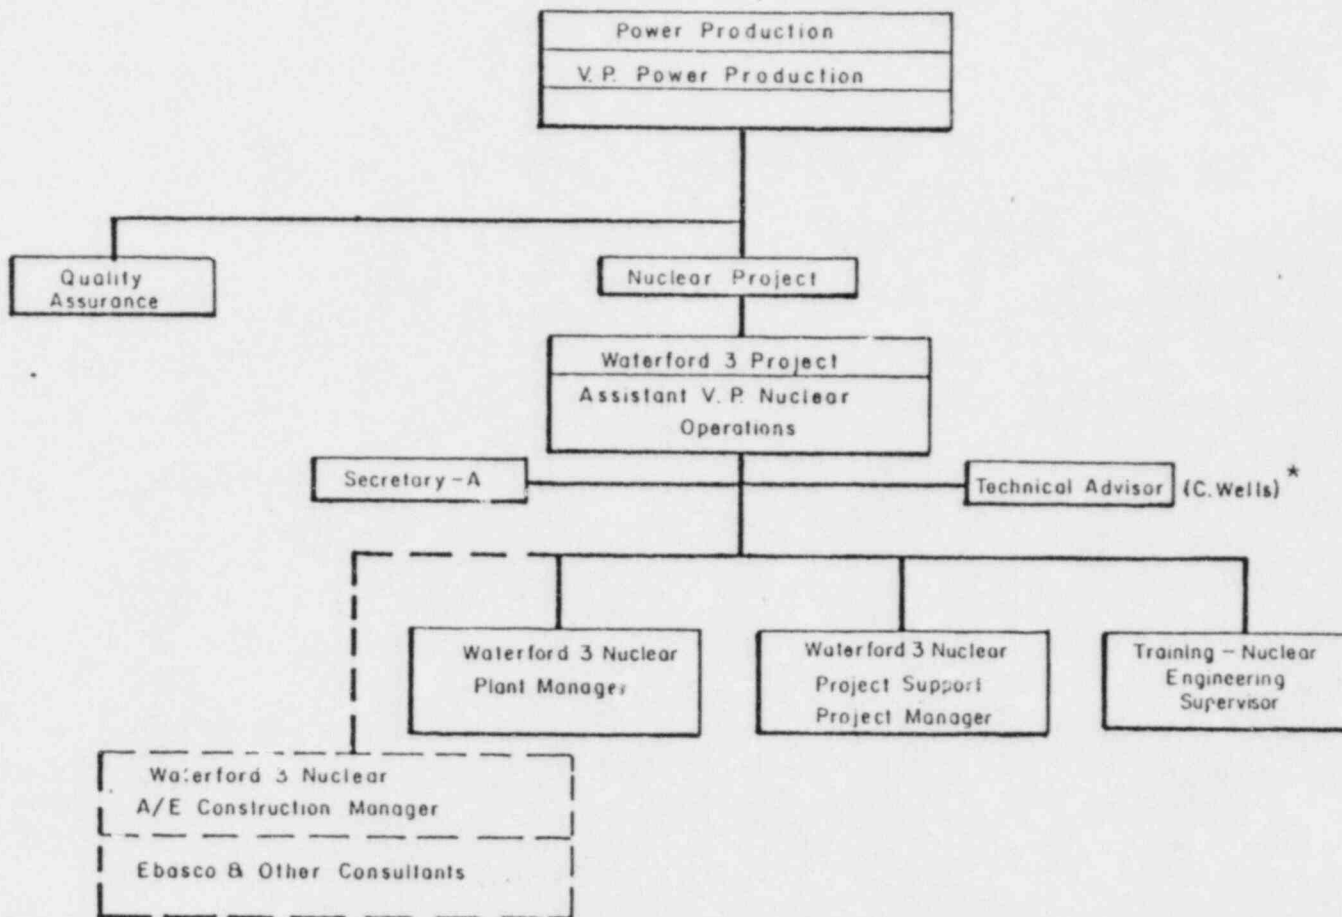 Power Production
V. P. Power Production
Quality
Assurance
Nuclear Project
Waterford 3 Project
Assistant V. P. Nuclear
Operations
Secretary - A
Technical Advisor (C. Wells) *
Waterford 3 Nuclear
Plant Manager
Waterford 3 Nuclear
Project Support
Project Manager
Training - Nuclear
Engineering
Supervisor
Waterford 3 Nuclear
A/E Construction Manager
Ebasco & Other Consultants